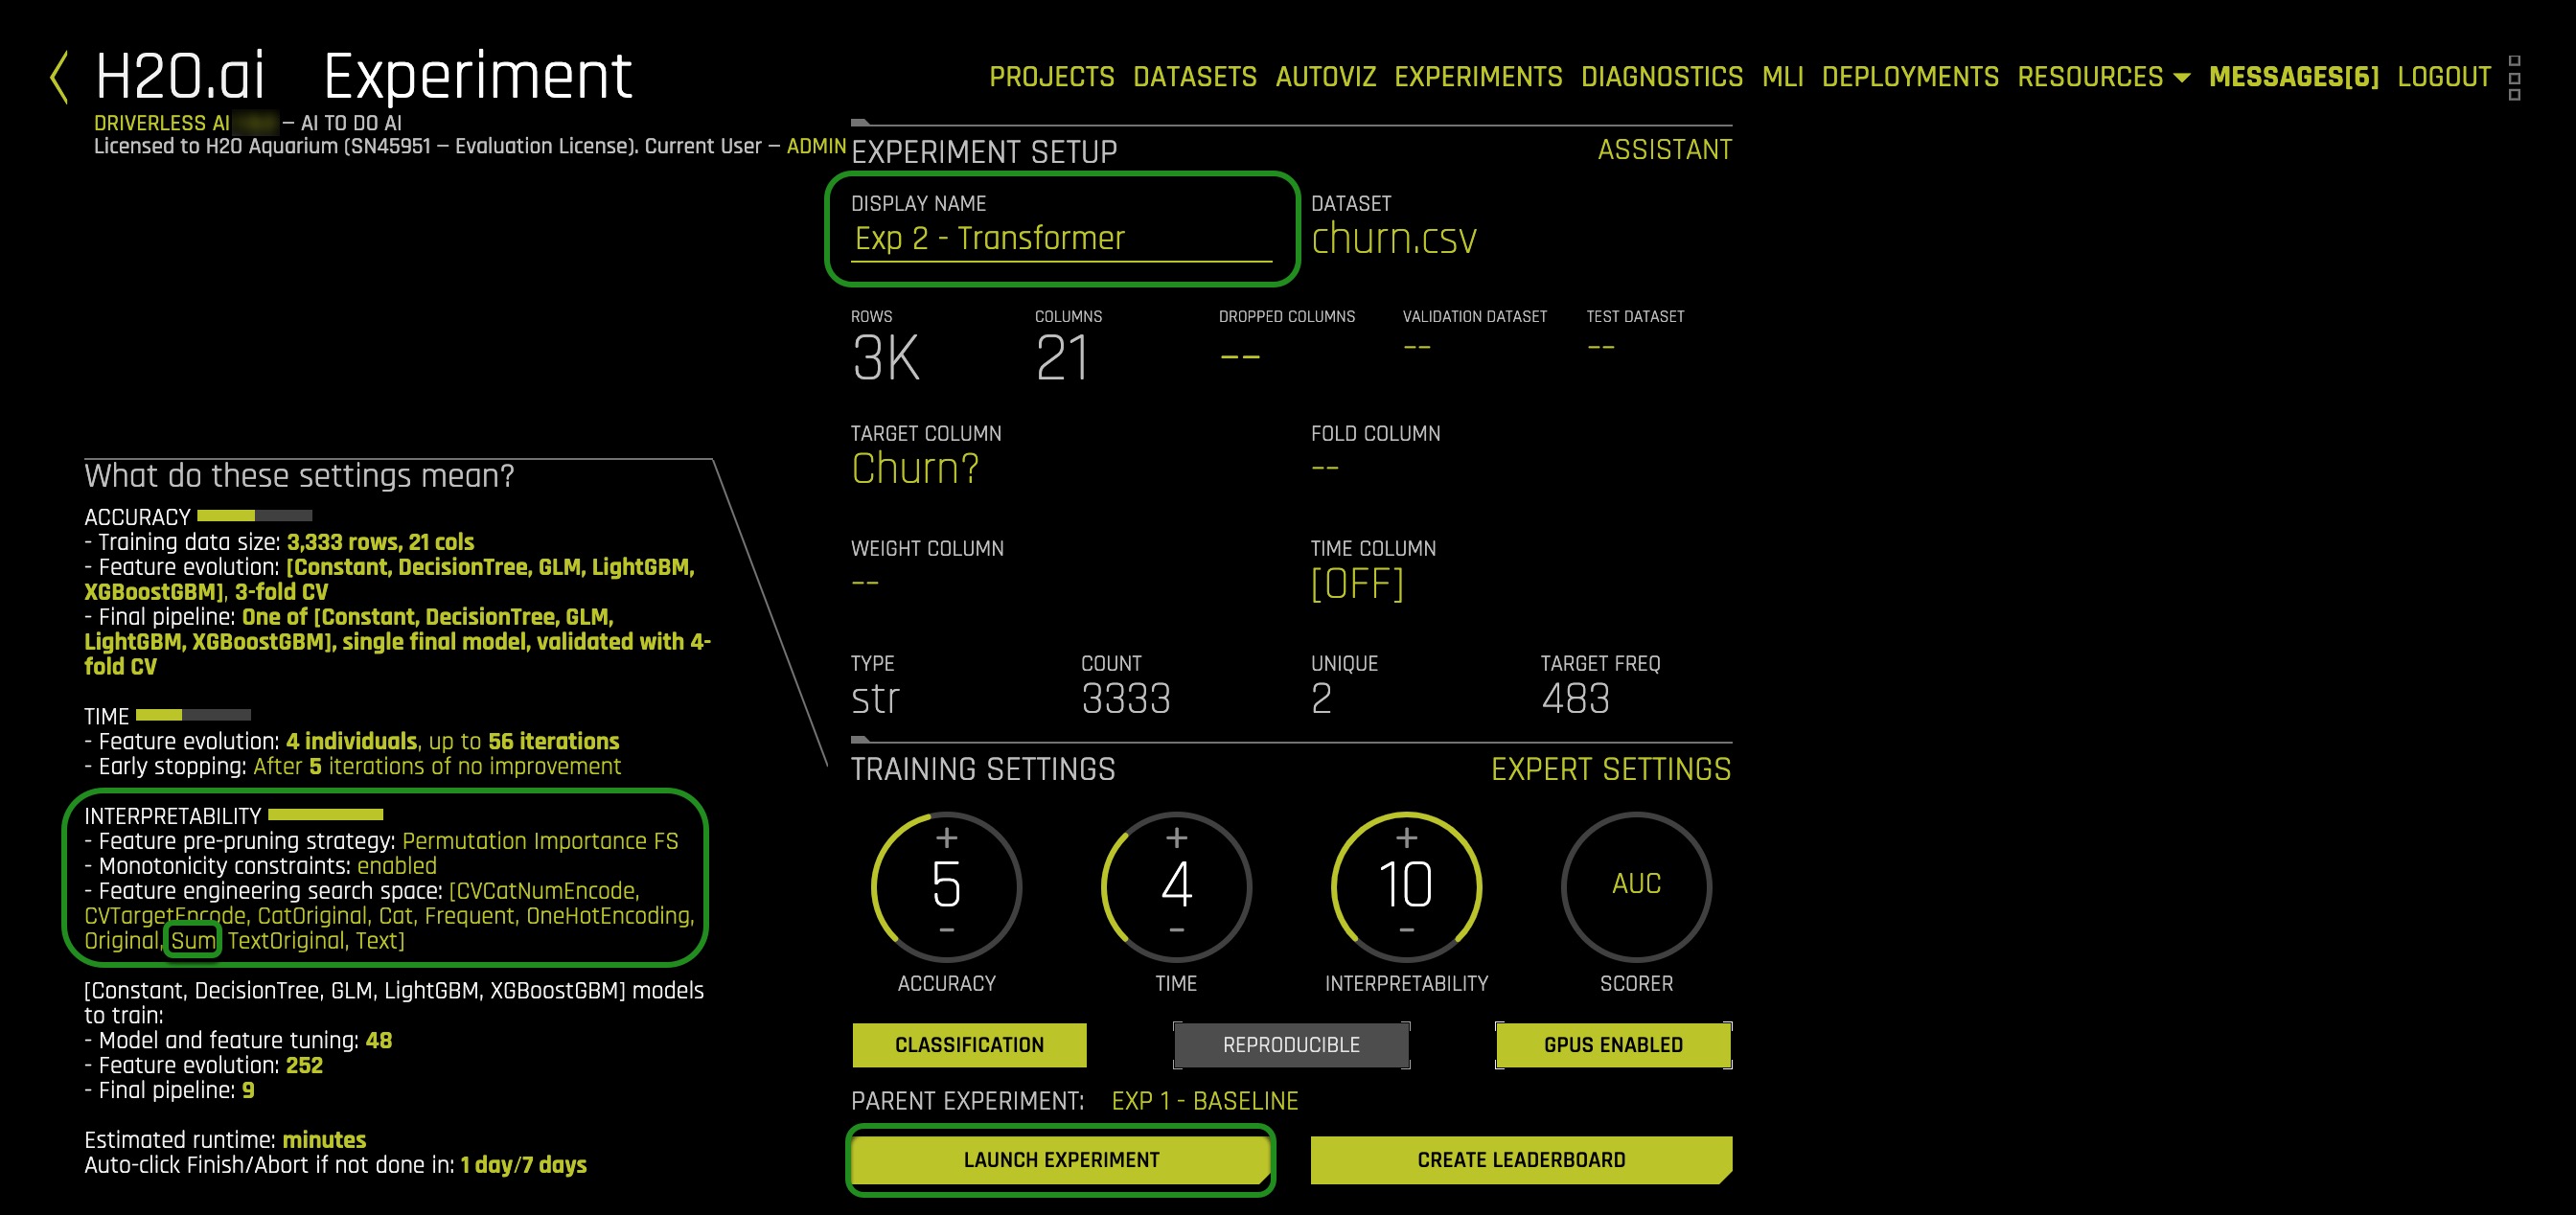 H2O.ai Experiment
PROJECTS DATASETS AUTOVIZ EXPERIMENTS DIAGNOSTICS MLI DEPLOYMENTS RESOURCES MESSAGES[6] LOGOUT
DRIVERLESS AI – AI TO DO AI
Licensed to H2O Aquarium (SN45951 – Evaluation License). Current User – ADMIN
EXPERIMENT SETUP
ASSISTANT
DISPLAY NAME
Exp 2 - Transformer
DATASET
churn.csv
ROWS
3K
COLUMNS
21
DROPPED COLUMNS
--
VALIDATION DATASET
--
TEST DATASET
--
TARGET COLUMN
Churn?
FOLD COLUMN
--
WEIGHT COLUMN
--
TIME COLUMN
[OFF]
TYPE
str
COUNT
3333
UNIQUE
2
TARGET FREQ
483
What do these settings mean?
ACCURACY
- Training data size: 3,333 rows, 21 cols
- Feature evolution: [Constant, DecisionTree, GLM, LightGBM,
XGBoostGBM], 3-fold CV
- Final pipeline: One of [Constant, DecisionTree, GLM,
LightGBM, XGBoostGBM], single final model, validated with 4-
fold CV
TIME
- Feature evolution: 4 individuals, up to 56 iterations
- Early stopping: After 5 iterations of no improvement
INTERPRETABILITY
- Feature pre-pruning strategy: Permutation Importance FS
- Monotonicity constraints: enabled
- Feature engineering search space: [CVCatNumEncode,
CVTargetEncode, CatOriginal, Cat, Frequent, OneHotEncoding,
Original, Sum TextOriginal, Text]
[Constant, DecisionTree, GLM, LightGBM, XGBoostGBM] models
to train:
- Model and feature tuning: 48
- Feature evolution: 252
- Final pipeline: 9
Estimated runtime: minutes
Auto-click Finish/Abort if not done in: 1 day/7 days
TRAINING SETTINGS
EXPERT SETTINGS
+
5
-
ACCURACY
+
4
-
TIME
+
10
-
INTERPRETABILITY
AUC
SCORER
CLASSIFICATION
REPRODUCIBLE
GPUS ENABLED
PARENT EXPERIMENT: EXP 1 - BASELINE
LAUNCH EXPERIMENT
CREATE LEADERBOARD